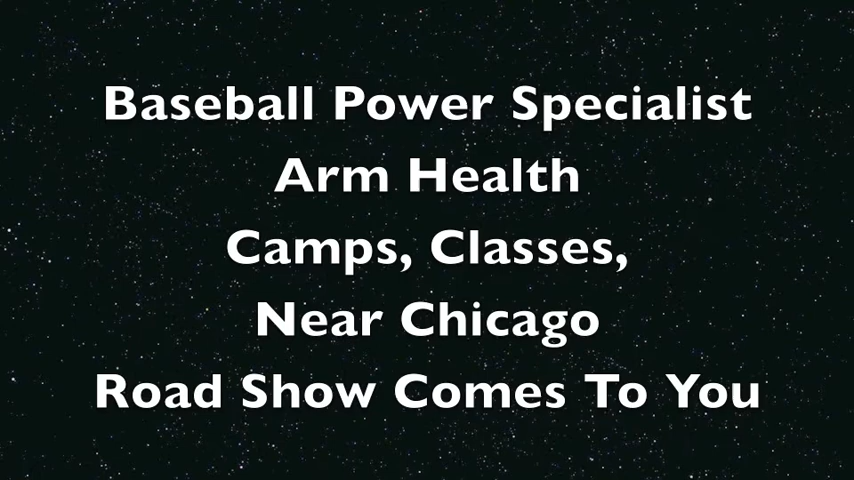 Baseball Power Specialist
Arm Health
Camps, Classes,
Near Chicago
Road Show Comes To You